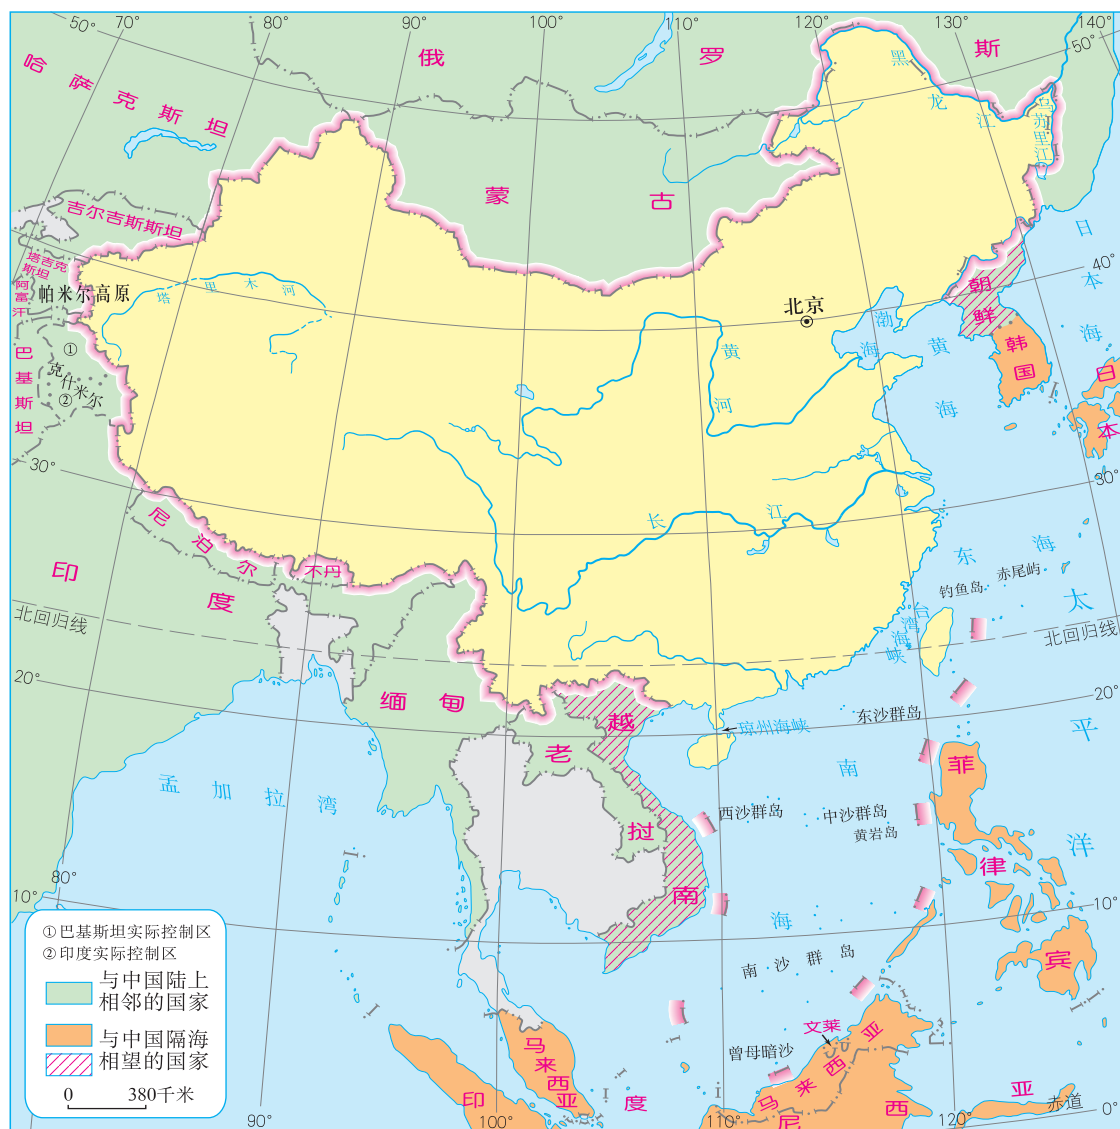 50°
70°
80°
90°
100°
110°
120°
130°
140°
50°
俄罗斯
哈萨克斯坦
黑龙江
乌苏里江
蒙古
吉尔吉斯斯坦
塔吉克
斯坦
阿富汗
帕米尔高原
塔里木河
日本海
40°
朝鲜
北京
渤海
黄海
韩国
日本
巴基斯坦
①
克什米尔
②
黄河
30°
30°
长江
尼泊尔
不丹
印度
东海
钓鱼岛
赤尾屿
太平洋
台湾海峡
北回归线
北回归线
20°
20°
缅甸
越南
老挝
琼州海峡
东沙群岛
孟加拉湾
南海
西沙群岛
中沙群岛
黄岩岛
菲律宾
10°
80°
10°
南沙群岛
文莱
曾母暗沙
马来西亚
马来西亚
印度尼西亚
赤道
90°
100°
120°
0°
①巴基斯坦实际控制区
②印度实际控制区
与中国陆上
相邻的国家
与中国隔海
相望的国家
0 380千米